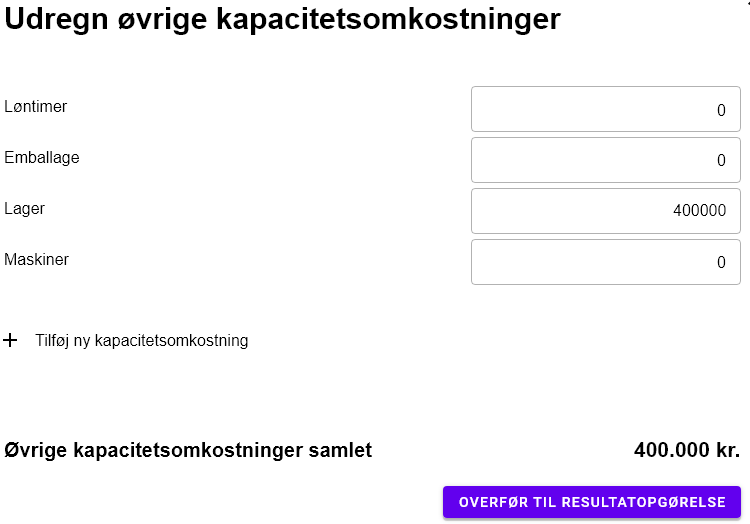 Udregn øvrige kapacitetsomkostninger
Løntimer 0
Emballage 0
Lager 400000
Maskiner 0
+ Tilføj ny kapacitetsomkostning
Øvrige kapacitetsomkostninger samlet 400.000 kr.
OVERFØR TIL RESULTATOPGØRELSE